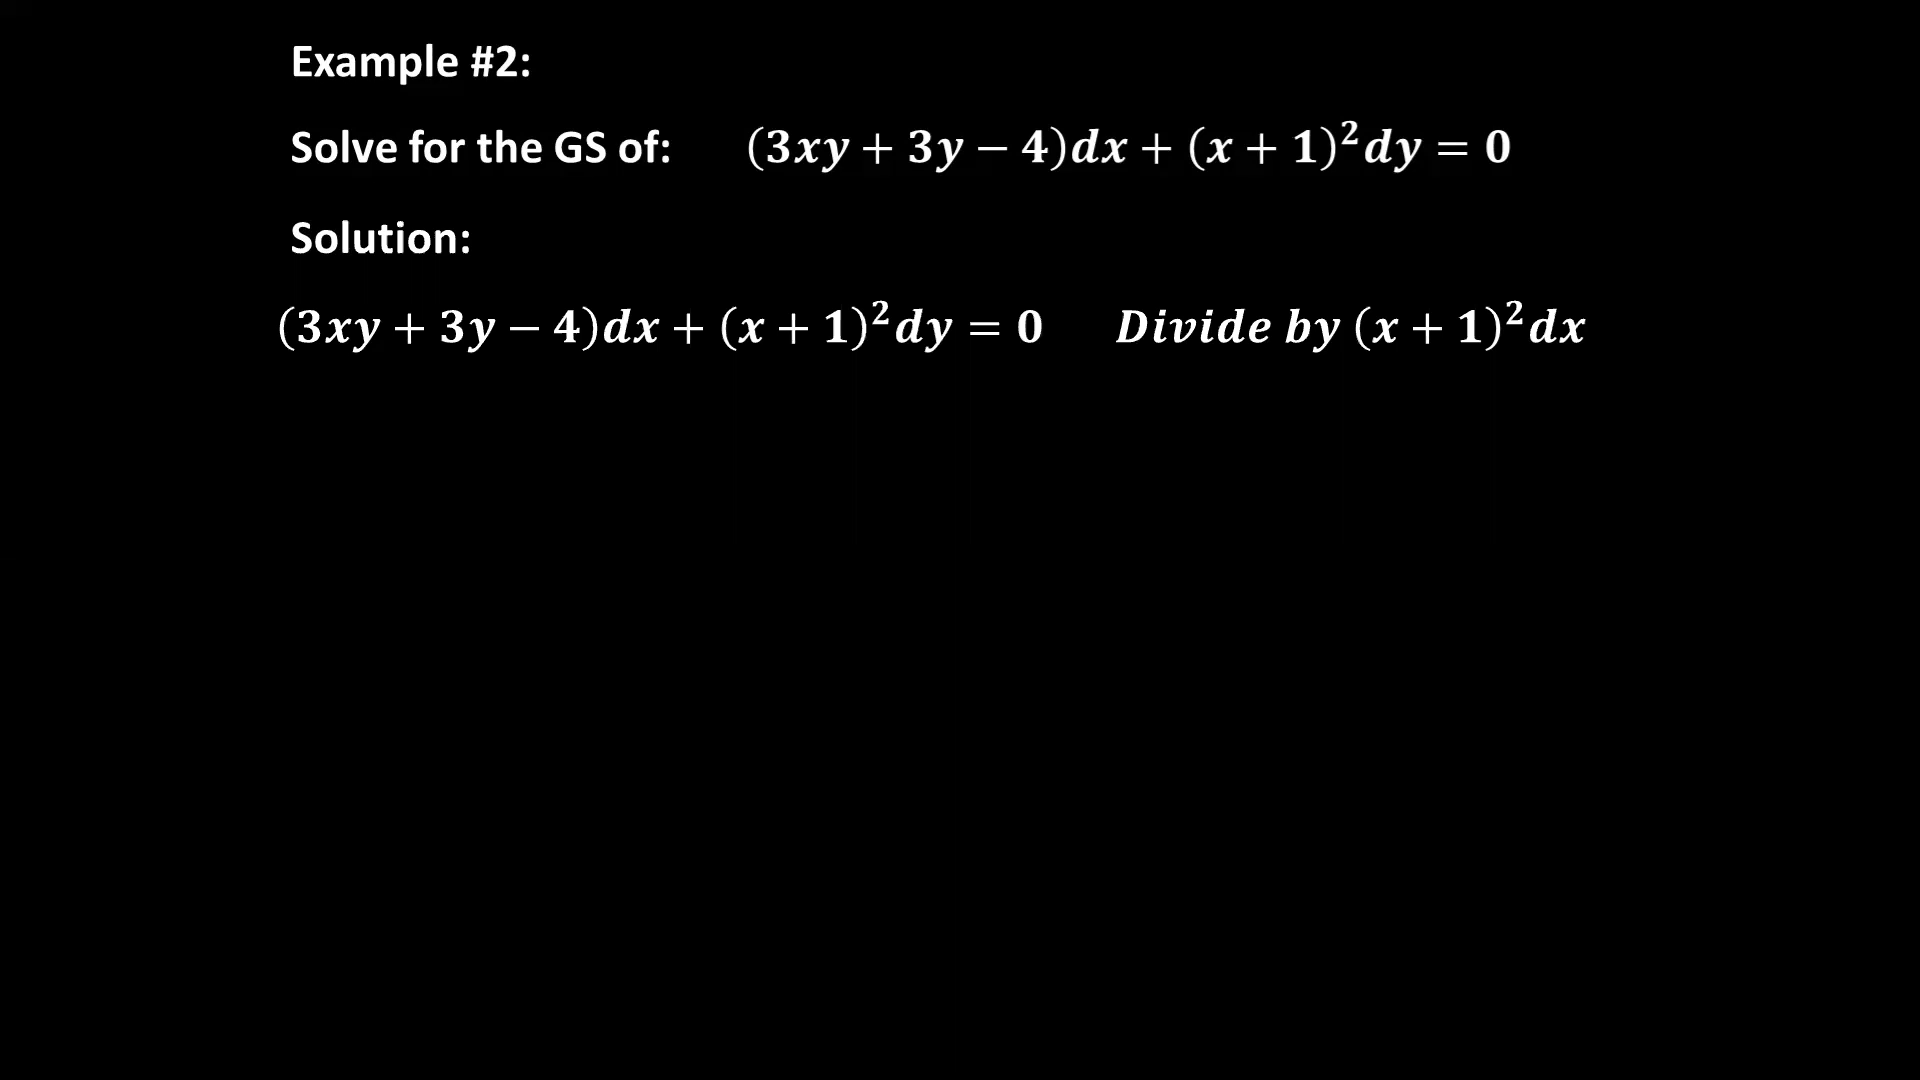 Example #2:
Solve for the GS of: (3xy + 3y − 4)dx + (x + 1)²dy = 0
Solution:
(3xy + 3y − 4)dx + (x + 1)²dy = 0 Divide by (x + 1)²dx